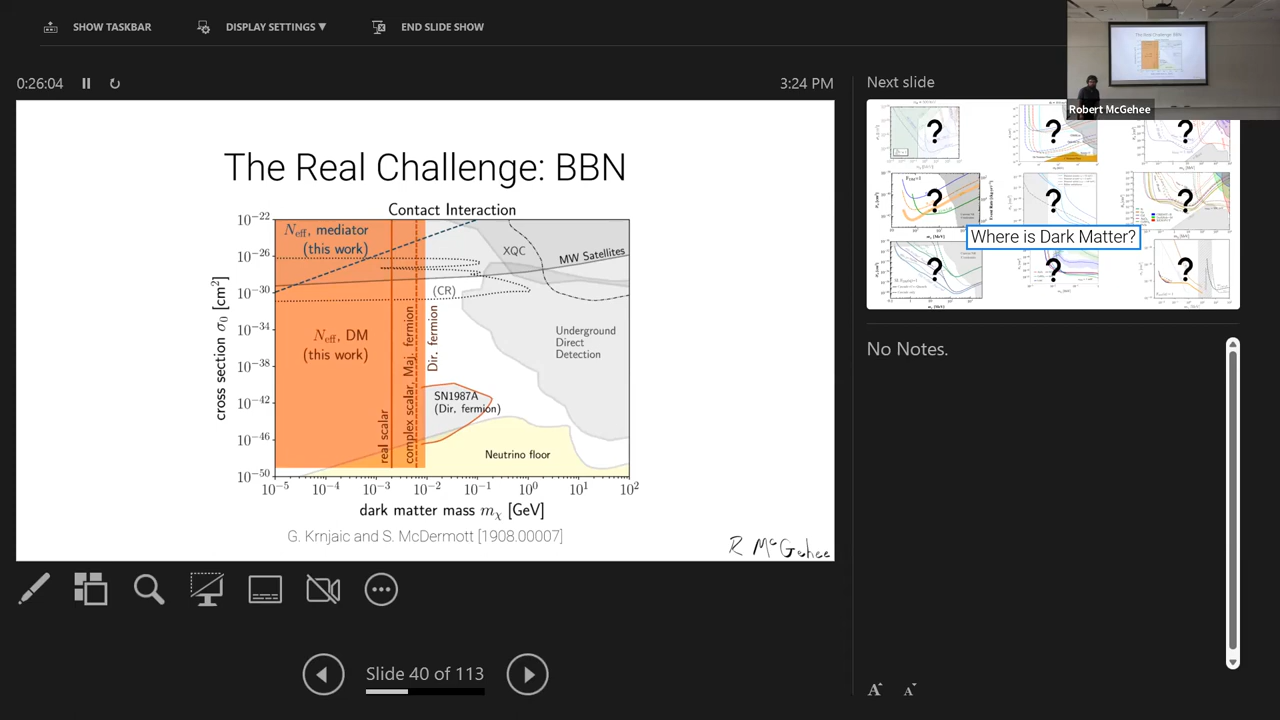 SHOW TASKBAR
DISPLAY SETTINGS ▼
END SLIDE SHOW
0:26:04
3:24 PM
The Real Challenge: BBN
Contact Interaction
10⁻²²
10⁻²⁶
10⁻³⁰
10⁻³⁴
10⁻³⁸
10⁻⁴²
10⁻⁴⁶
10⁻⁵⁰
cross section σ₀ [cm²]
N_eff, mediator
(this work)
N_eff, DM
(this work)
real scalar
complex scalar, Maj. fermion
Dir. fermion
XQC
MW Satellites
(CR)
Underground
Direct
Detection
SN1987A
(Dir. fermion)
Neutrino floor
10⁻⁵ 10⁻⁴ 10⁻³ 10⁻² 10⁻¹ 10⁰ 10¹ 10²
dark matter mass mχ [GeV]
G. Krnjaic and S. McDermott [1908.00007]
R McGehee
Slide 40 of 113
Next slide
The Real Challenge: BBN
Robert McGehee
? ? ?
? ? ?
Where is Dark Matter?
? ? ?
No Notes.
A A